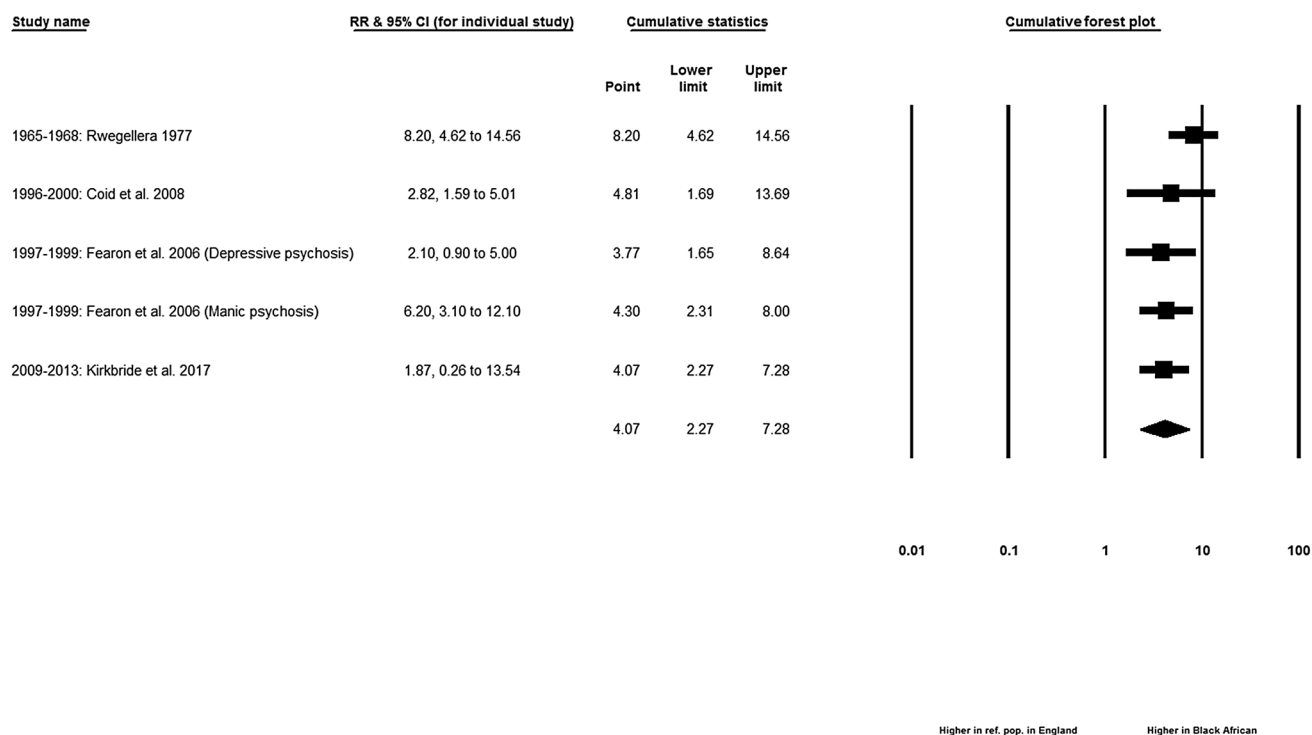 Study name RR & 95% CI (for individual study) Cumulative statistics Cumulative forest plot
Point Lower limit Upper limit
1965-1968: Rwegellera 1977 8.20, 4.62 to 14.56 8.20 4.62 14.56
1996-2000: Coid et al. 2008 2.82, 1.59 to 5.01 4.81 1.69 13.69
1997-1999: Fearon et al. 2006 (Depressive psychosis) 2.10, 0.90 to 5.00 3.77 1.65 8.64
1997-1999: Fearon et al. 2006 (Manic psychosis) 6.20, 3.10 to 12.10 4.30 2.31 8.00
2009-2013: Kirkbride et al. 2017 1.87, 0.26 to 13.54 4.07 2.27 7.28
4.07 2.27 7.28
0.01 0.1 1 10 100
Higher in ref. pop. in England Higher in Black African